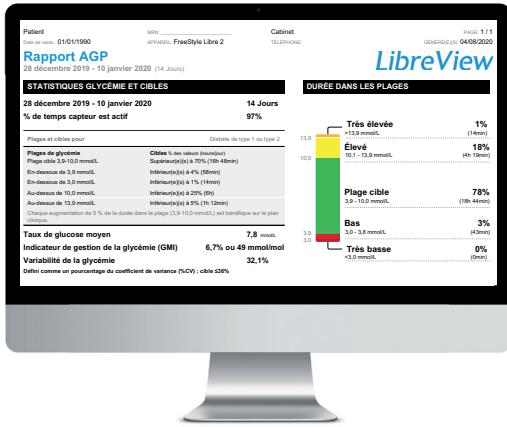 Patient
MRN:
Cabinet
PAGE: 1 / 1
Date de naiss.: 01/01/1990
APPAREIL: FreeStyle Libre 2
TÉLÉPHONE:
GÉNÉRÉ(E)(S): 04/08/2020
Rapport AGP
LibreView
28 décembre 2019 - 10 janvier 2020 (14 Jours)
STATISTIQUES GLYCÉMIE ET CIBLES
28 décembre 2019 - 10 janvier 2020 14 Jours
% de temps capteur est actif 97%
Plages et cibles pour Diabète de type 1 ou type 2
Plages de glycémie Cibles % des valeurs (heure/jour)
Plage cible 3,9-10,0 mmol/L Supérieur(e)(s) à 70% (16h 48min)
En-dessous de 3,9 mmol/L Inférieur(e)(s) à 4% (58min)
En-dessous de 3,0 mmol/L Inférieur(e)(s) à 1% (14min)
Au-dessus de 10,0 mmol/L Inférieur(e)(s) à 25% (6h)
Au-dessus de 13,9 mmol/L Inférieur(e)(s) à 5% (1h 12min)
Chaque augmentation de 5 % de la durée dans la plage (3,9-10,0 mmol/L) est bénéfique sur le plan
clinique.
Taux de glucose moyen 7,8 mmol/L
Indicateur de gestion de la glycémie (GMI) 6,7% ou 49 mmol/mol
Variabilité de la glycémie 32,1%
Défini comme un pourcentage du coefficient de variance (%CV) ; cible ≤36%
DURÉE DANS LES PLAGES
13,9
10,0
3,9
3,0
Très élevée 1%
>13,9 mmol/L (14min)
Élevé 18%
10,1 - 13,9 mmol/L (4h 19min)
Plage cible 78%
3,9 - 10,0 mmol/L (18h 44min)
Bas 3%
3,0 - 3,8 mmol/L (43min)
Très basse 0%
<3,0 mmol/L (0min)